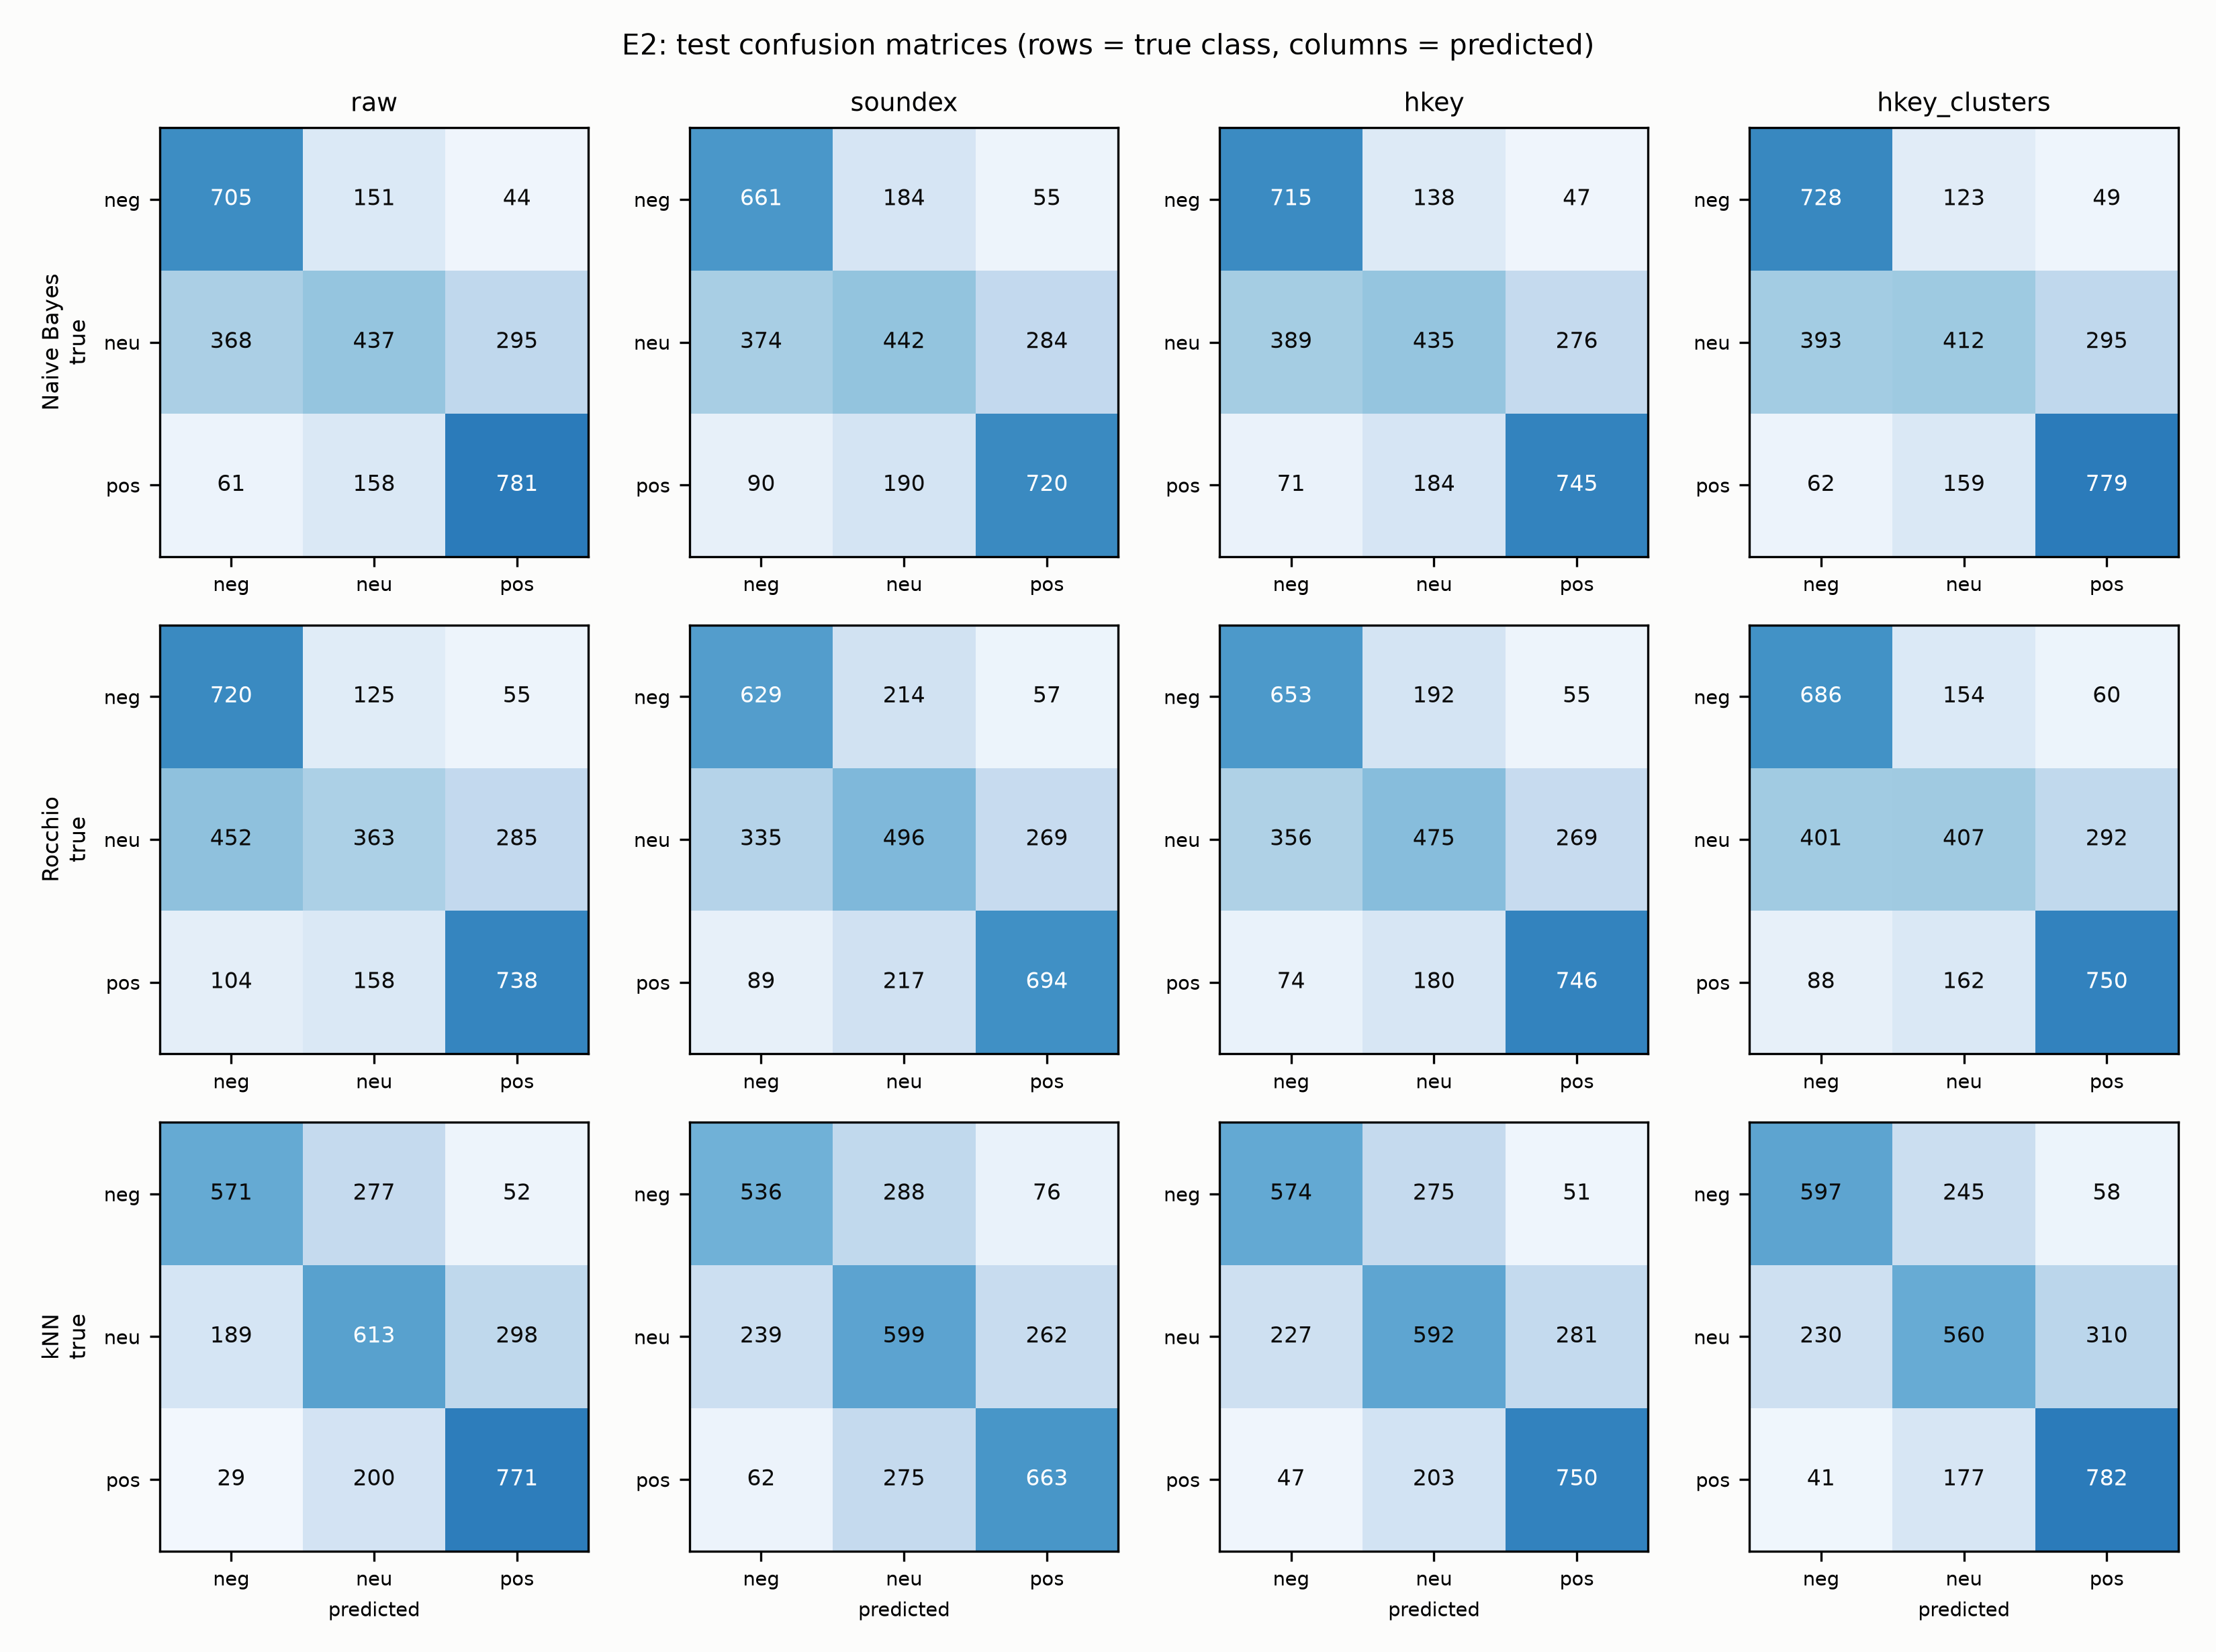 E2: test confusion matrices (rows = true class, columns = predicted)
raw soundex hkey hkey_clusters
Naive Bayes
true
neg 705 151 44 neg 661 184 55 neg 715 138 47 neg 728 123 49
neu 368 437 295 neu 374 442 284 neu 389 435 276 neu 393 412 295
pos 61 158 781 pos 90 190 720 pos 71 184 745 pos 62 159 779
neg neu pos neg neu pos neg neu pos neg neu pos
Rocchio
true
neg 720 125 55 neg 629 214 57 neg 653 192 55 neg 686 154 60
neu 452 363 285 neu 335 496 269 neu 356 475 269 neu 401 407 292
pos 104 158 738 pos 89 217 694 pos 74 180 746 pos 88 162 750
neg neu pos neg neu pos neg neu pos neg neu pos
kNN
true
neg 571 277 52 neg 536 288 76 neg 574 275 51 neg 597 245 58
neu 189 613 298 neu 239 599 262 neu 227 592 281 neu 230 560 310
pos 29 200 771 pos 62 275 663 pos 47 203 750 pos 41 177 782
neg neu pos neg neu pos neg neu pos neg neu pos
predicted predicted predicted predicted